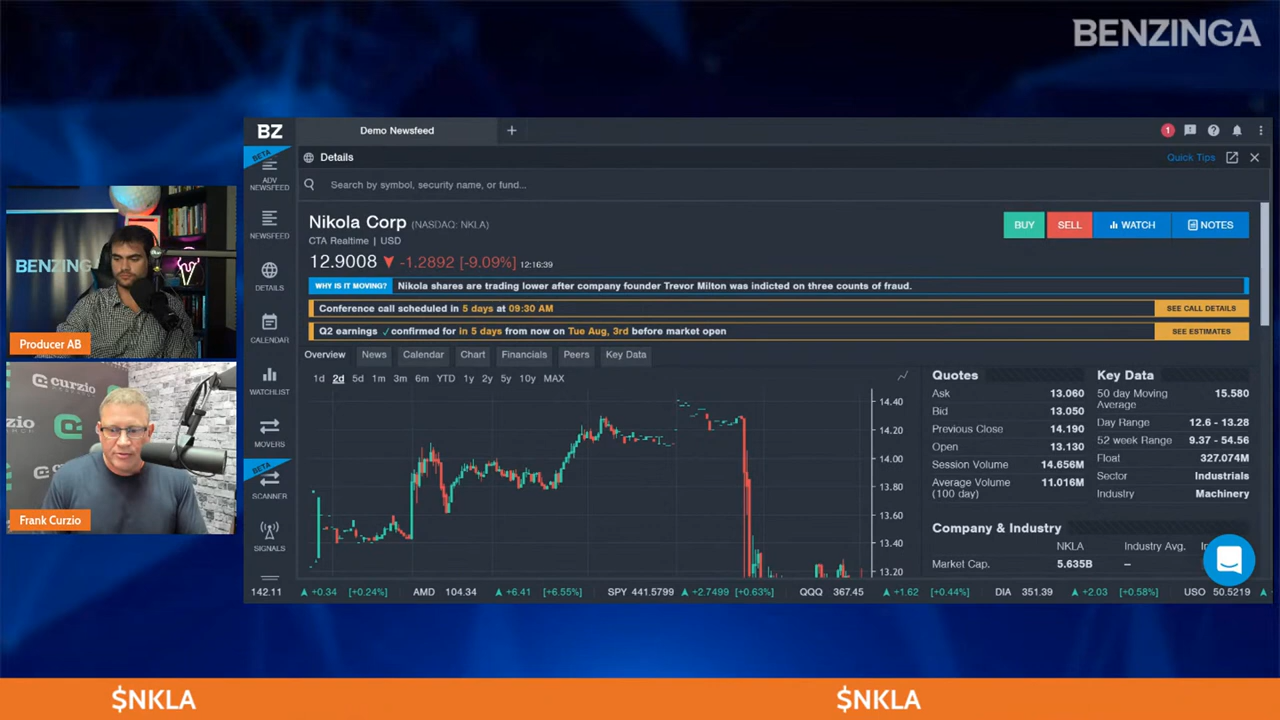 BENZINGA
BZ
Demo Newsfeed
+
1
BETA
ADV
NEWSFEED
NEWSFEED
DETAILS
CALENDAR
WATCHLIST
MOVERS
BETA
SCANNER
SIGNALS
Details
Quick Tips
Search by symbol, security name, or fund...
Nikola Corp (NASDAQ: NKLA)
CTA Realtime | USD
12.9008 ▼ -1.2892 [-9.09%] 12:16:39
BUY
SELL
WATCH
NOTES
WHY IS IT MOVING? Nikola shares are trading lower after company founder Trevor Milton was indicted on three counts of fraud.
Conference call scheduled in 5 days at 09:30 AM
SEE CALL DETAILS
Q2 earnings ✓confirmed for in 5 days from now on Tue Aug, 3rd before market open
SEE ESTIMATES
Overview News Calendar Chart Financials Peers Key Data
1d 2d 5d 1m 3m 6m YTD 1y 2y 5y 10y MAX
14.40
14.20
14.00
13.80
13.60
13.40
13.20
Quotes
Ask 13.060
Bid 13.050
Previous Close 14.190
Open 13.130
Session Volume 14.656M
Average Volume 11.016M
(100 day)
Key Data
50 day Moving 15.580
Average
Day Range 12.6 - 13.28
52 week Range 9.37 - 54.56
Float 327.074M
Sector Industrials
Industry Machinery
Company & Industry
NKLA Industry Avg.
Market Cap. 5.635B –
142.11 ▲ +0.34 [+0.24%] AMD 104.34 ▲ +6.41 [+6.55%] SPY 441.5799 ▲ +2.7499 [+0.63%] QQQ 367.45 ▲ +1.62 [+0.44%] DIA 351.39 ▲ +2.03 [+0.58%] USO 50.5219 ▲
BENZING
Producer AB
curzio
Frank Curzio
$NKLA $NKLA